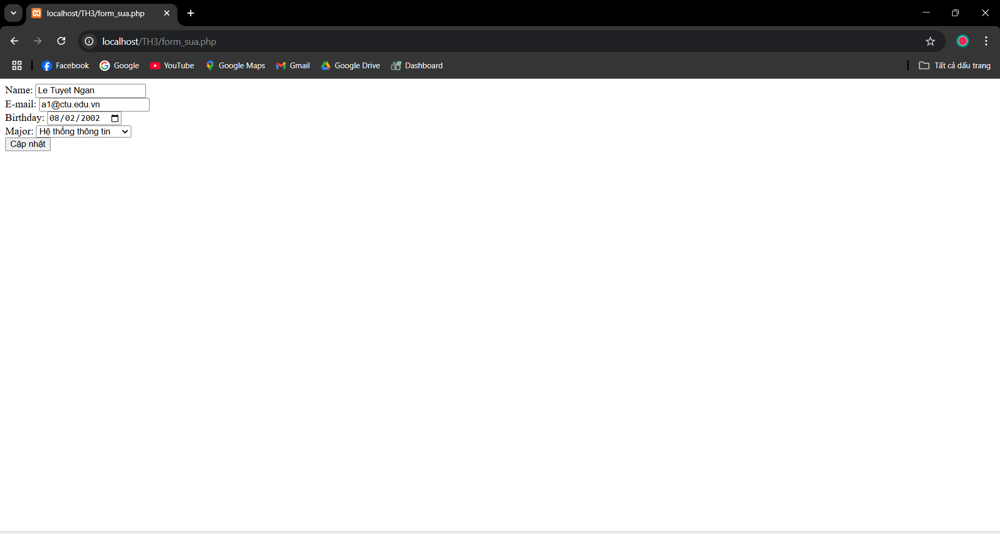 localhost/TH3/form_sua.php
localhost/TH3/form_sua.php
Facebook Google YouTube Google Maps Gmail Google Drive Dashboard Tất cả dấu trang
Name: Le Tuyet Ngan
E-mail: a1@ctu.edu.vn
Birthday: 08/02/2002
Major: Hệ thống thông tin
Cập nhật